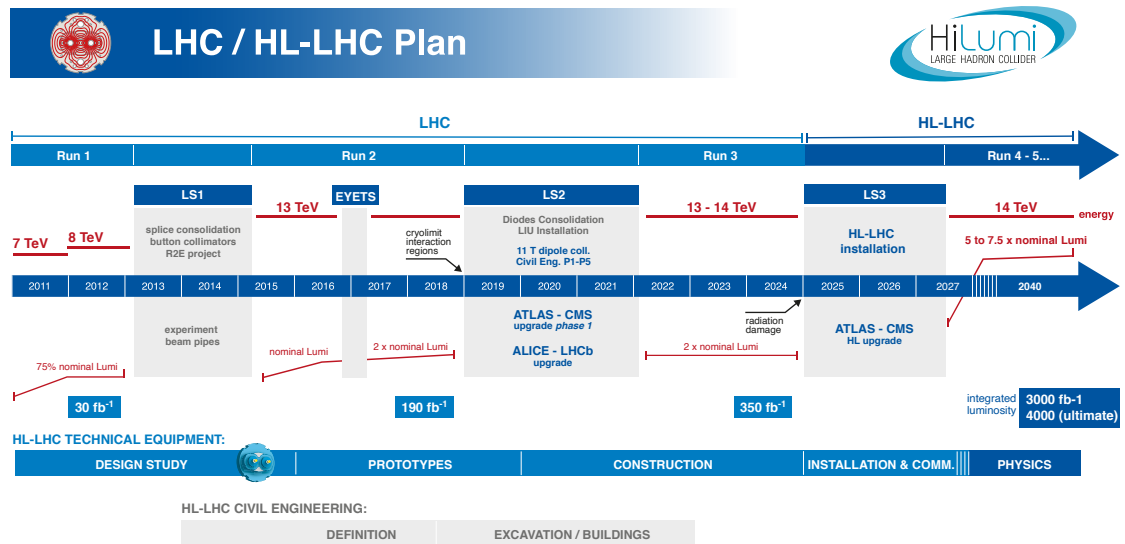 LHC / HL-LHC Plan
HiLumi
LARGE HADRON COLLIDER
LHC
HL-LHC
Run 1
Run 2
Run 3
Run 4 - 5...
LS1
EYETS
LS2
LS3
13 TeV
13 - 14 TeV
14 TeV
energy
7 TeV
8 TeV
splice consolidation
button collimators
R2E project
cryolimit
interaction
regions
Diodes Consolidation
LIU Installation
11 T dipole coll.
Civil Eng. P1-P5
HL-LHC
installation
5 to 7.5 x nominal Lumi
2011 2012 2013 2014 2015 2016 2017 2018 2019 2020 2021 2022 2023 2024 2025 2026 2027 2040
experiment
beam pipes
ATLAS - CMS
upgrade phase 1
ALICE - LHCb
upgrade
radiation
damage
ATLAS - CMS
HL upgrade
75% nominal Lumi
nominal Lumi
2 x nominal Lumi
2 x nominal Lumi
30 fb⁻¹
190 fb⁻¹
350 fb⁻¹
integrated
luminosity
3000 fb-1
4000 (ultimate)
HL-LHC TECHNICAL EQUIPMENT:
DESIGN STUDY
PROTOTYPES
CONSTRUCTION
INSTALLATION & COMM.
PHYSICS
HL-LHC CIVIL ENGINEERING:
DEFINITION
EXCAVATION / BUILDINGS